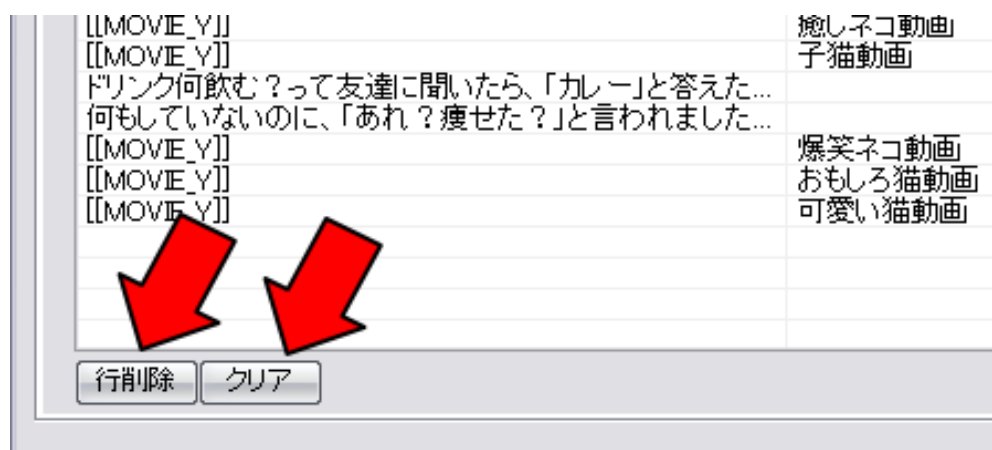 [[MOVIE_Y]] 癒しネコ動画
[[MOVIE_Y]] 子猫動画
ドリンク何飲む？って友達に聞いたら、「カレー」と答えた...
何もしていないのに、「あれ？痩せた？」と言われました...
[[MOVIE_Y]] 爆笑ネコ動画
[[MOVIE_Y]] おもしろ猫動画
[[MOVIE_Y]] 可愛い猫動画
行削除 クリア